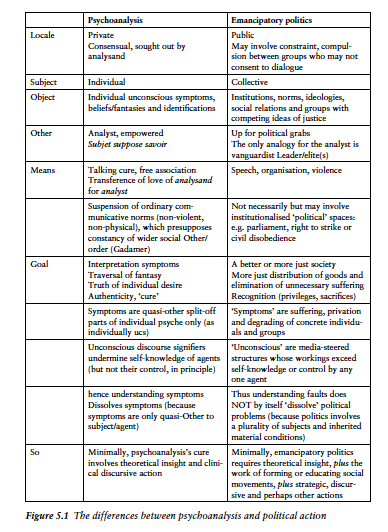 Psychoanalysis Emancipatory politics
Locale Private Public
Consensual, sought out by May involve constraint, compul-
analysand sion between groups who may not
consent to dialogue
Subject Individual Collective
Object Individual unconscious symptoms, Institutions, norms, ideologies,
beliefs/fantasies and identifications social relations and groups with
competing ideas of justice
Other Analyst, empowered Up for political grabs
Sujet suppose savoir The only analogy for the analyst is
vanguardist Leader/elite(s)
Means Talking cure, free association Speech, organisation, violence
Transference of love of analysand
for analyst
Suspension of ordinary com- Not necessarily but may involve
municative norms (non-violent, institutionalised 'political' spaces:
non-physical), which presupposes e.g. parliament, right to strike or
constancy of wider social Other/ civil disobedience
order (Gadamer)
Goal Interpretation symptoms A better or more just society
Traversal of fantasy More just distribution of goods and
Truth of individual desire elimination of unnecessary suffering
Authenticity, 'cure' Recognition (privileges, sacrifices)
Symptoms are quasi-other split-off 'Symptoms' are suffering, privation
parts of individual psyche only (as and degrading of concrete individu-
individually ucs) als and groups
Unconscious discourse signifiers 'Unconscious' are media-steered
undermine self-knowledge of agents structures whose workings exceed
(but not their control, in principle) self-knowledge or control by any
one agent
hence understanding symptoms Thus understanding faults does
Dissolves symptoms (because NOT by itself 'dissolve' political
symptoms are only quasi-Other to problems (because politics involves
subject/agent) a plurality of subjects and inherited
material conditions)
So Minimally, psychoanalysis's cure Minimally, emancipatory politics
involves theoretical insight and clini- requires theoretical insight, plus the
cal discursive action work of forming or educating social
movements, plus strategic, discur-
sive and perhaps other actions
Figure 5.1 The differences between psychoanalysis and political action